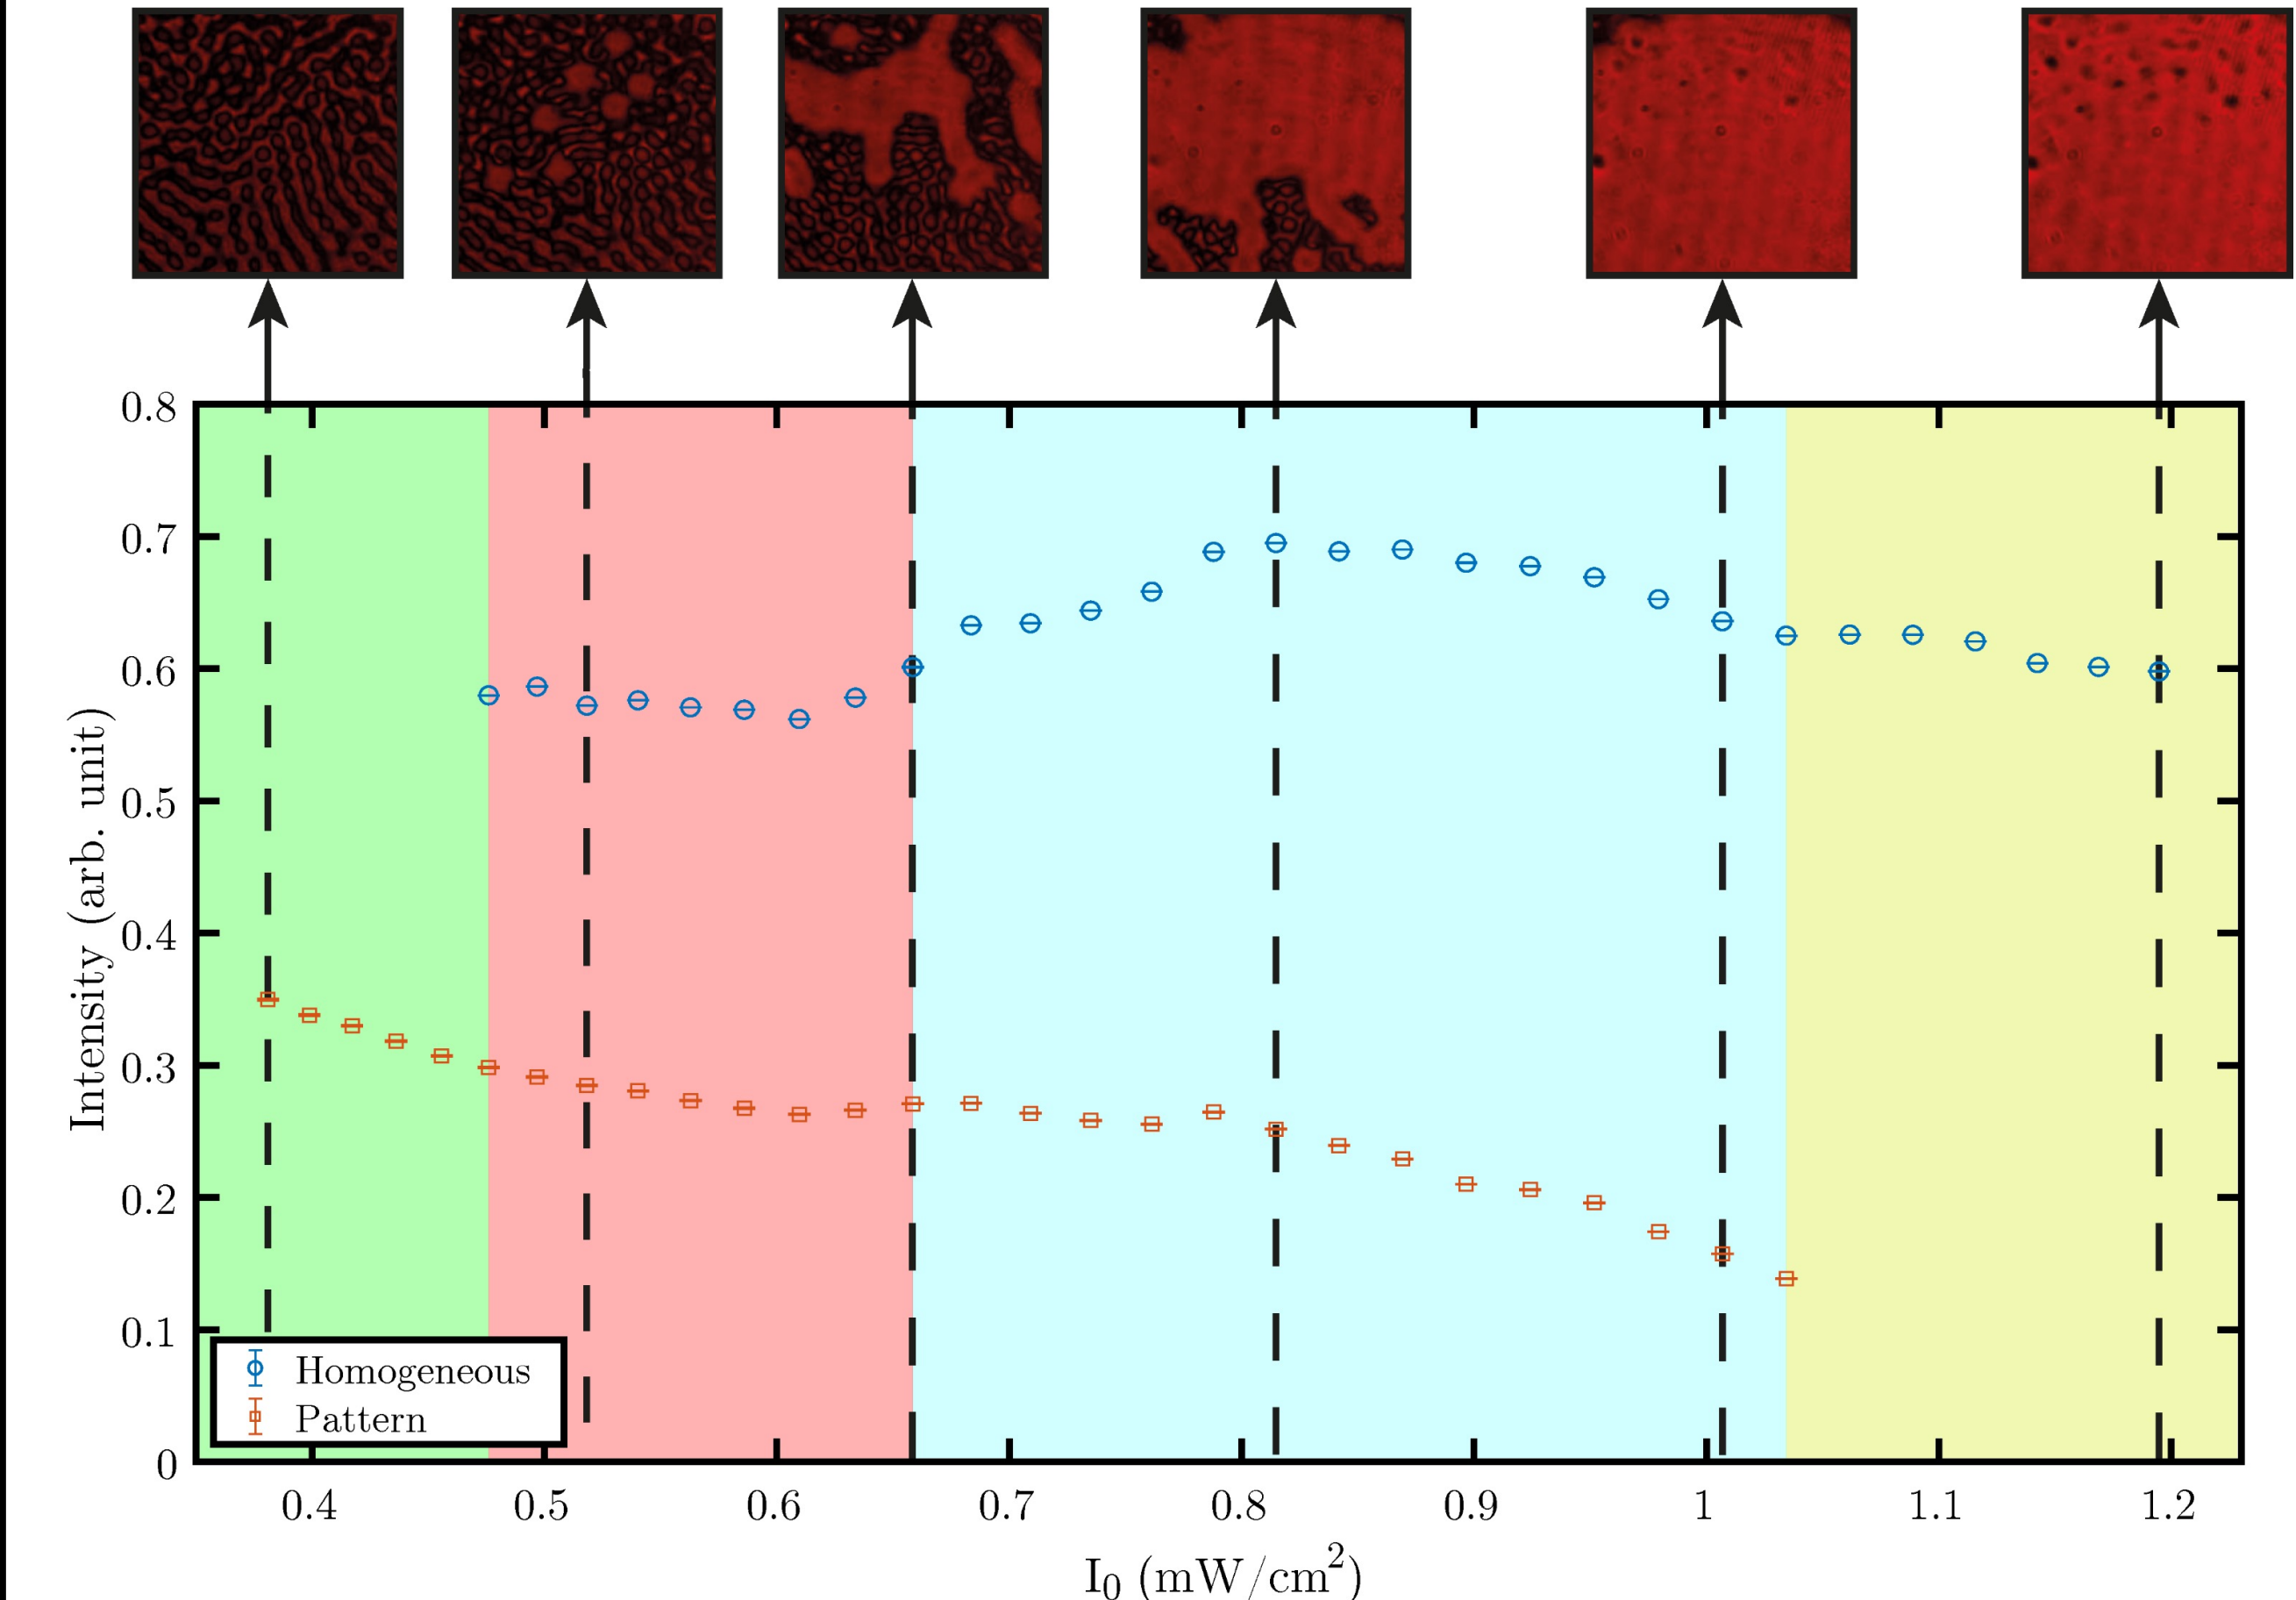 0.8
0.7
0.6
0.5
0.4
0.3
0.2
0.1
0
Intensity (arb. unit)
Homogeneous
Pattern
0.4 0.5 0.6 0.7 0.8 0.9 1 1.1 1.2
I₀ (mW/cm²)